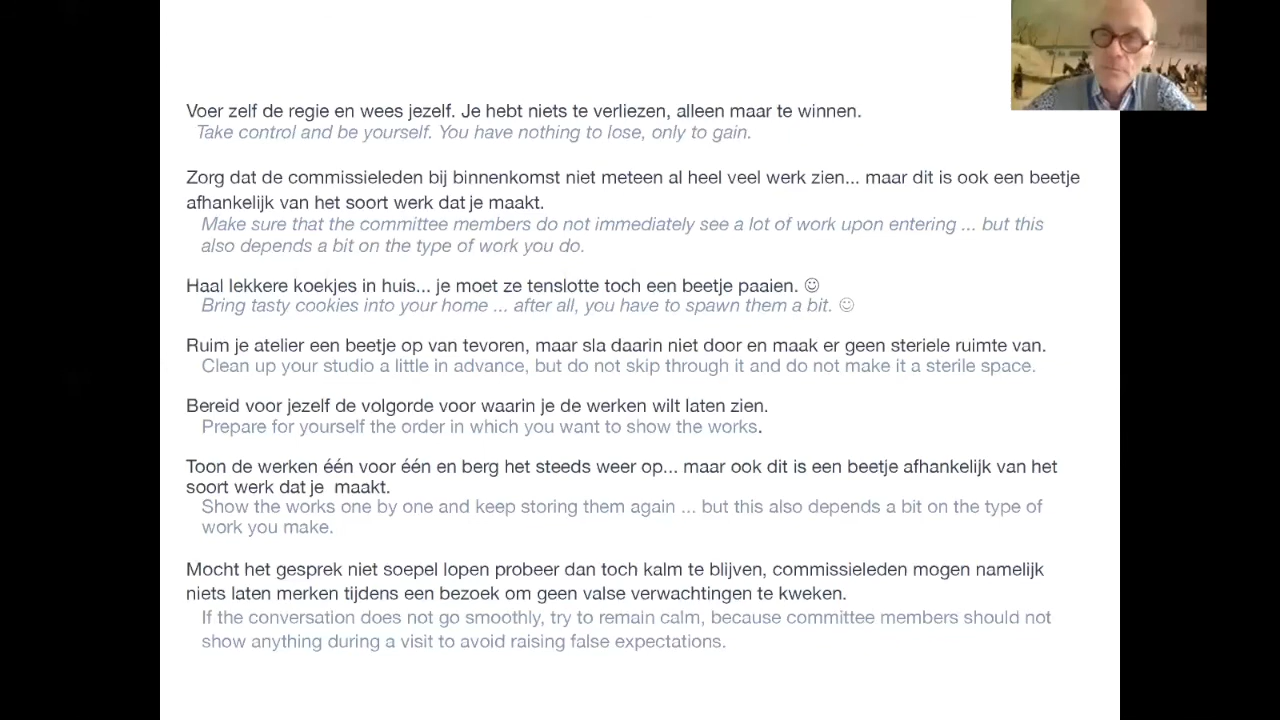 Voer zelf de regie en wees jezelf. Je hebt niets te verliezen, alleen maar te winnen.
Take control and be yourself. You have nothing to lose, only to gain.
Zorg dat de commissieleden bij binnenkomst niet meteen al heel veel werk zien... maar dit is ook een beetje
afhankelijk van het soort werk dat je maakt.
Make sure that the committee members do not immediately see a lot of work upon entering ... but this
also depends a bit on the type of work you do.
Haal lekkere koekjes in huis... je moet ze tenslotte toch een beetje paaien. ☺
Bring tasty cookies into your home ... after all, you have to spawn them a bit. ☺
Ruim je atelier een beetje op van tevoren, maar sla daarin niet door en maak er geen steriele ruimte van.
Clean up your studio a little in advance, but do not skip through it and do not make it a sterile space.
Bereid voor jezelf de volgorde voor waarin je de werken wilt laten zien.
Prepare for yourself the order in which you want to show the works.
Toon de werken één voor één en berg het steeds weer op... maar ook dit is een beetje afhankelijk van het
soort werk dat je maakt.
Show the works one by one and keep storing them again ... but this also depends a bit on the type of
work you make.
Mocht het gesprek niet soepel lopen probeer dan toch kalm te blijven, commissieleden mogen namelijk
niets laten merken tijdens een bezoek om geen valse verwachtingen te kweken.
If the conversation does not go smoothly, try to remain calm, because committee members should not
show anything during a visit to avoid raising false expectations.